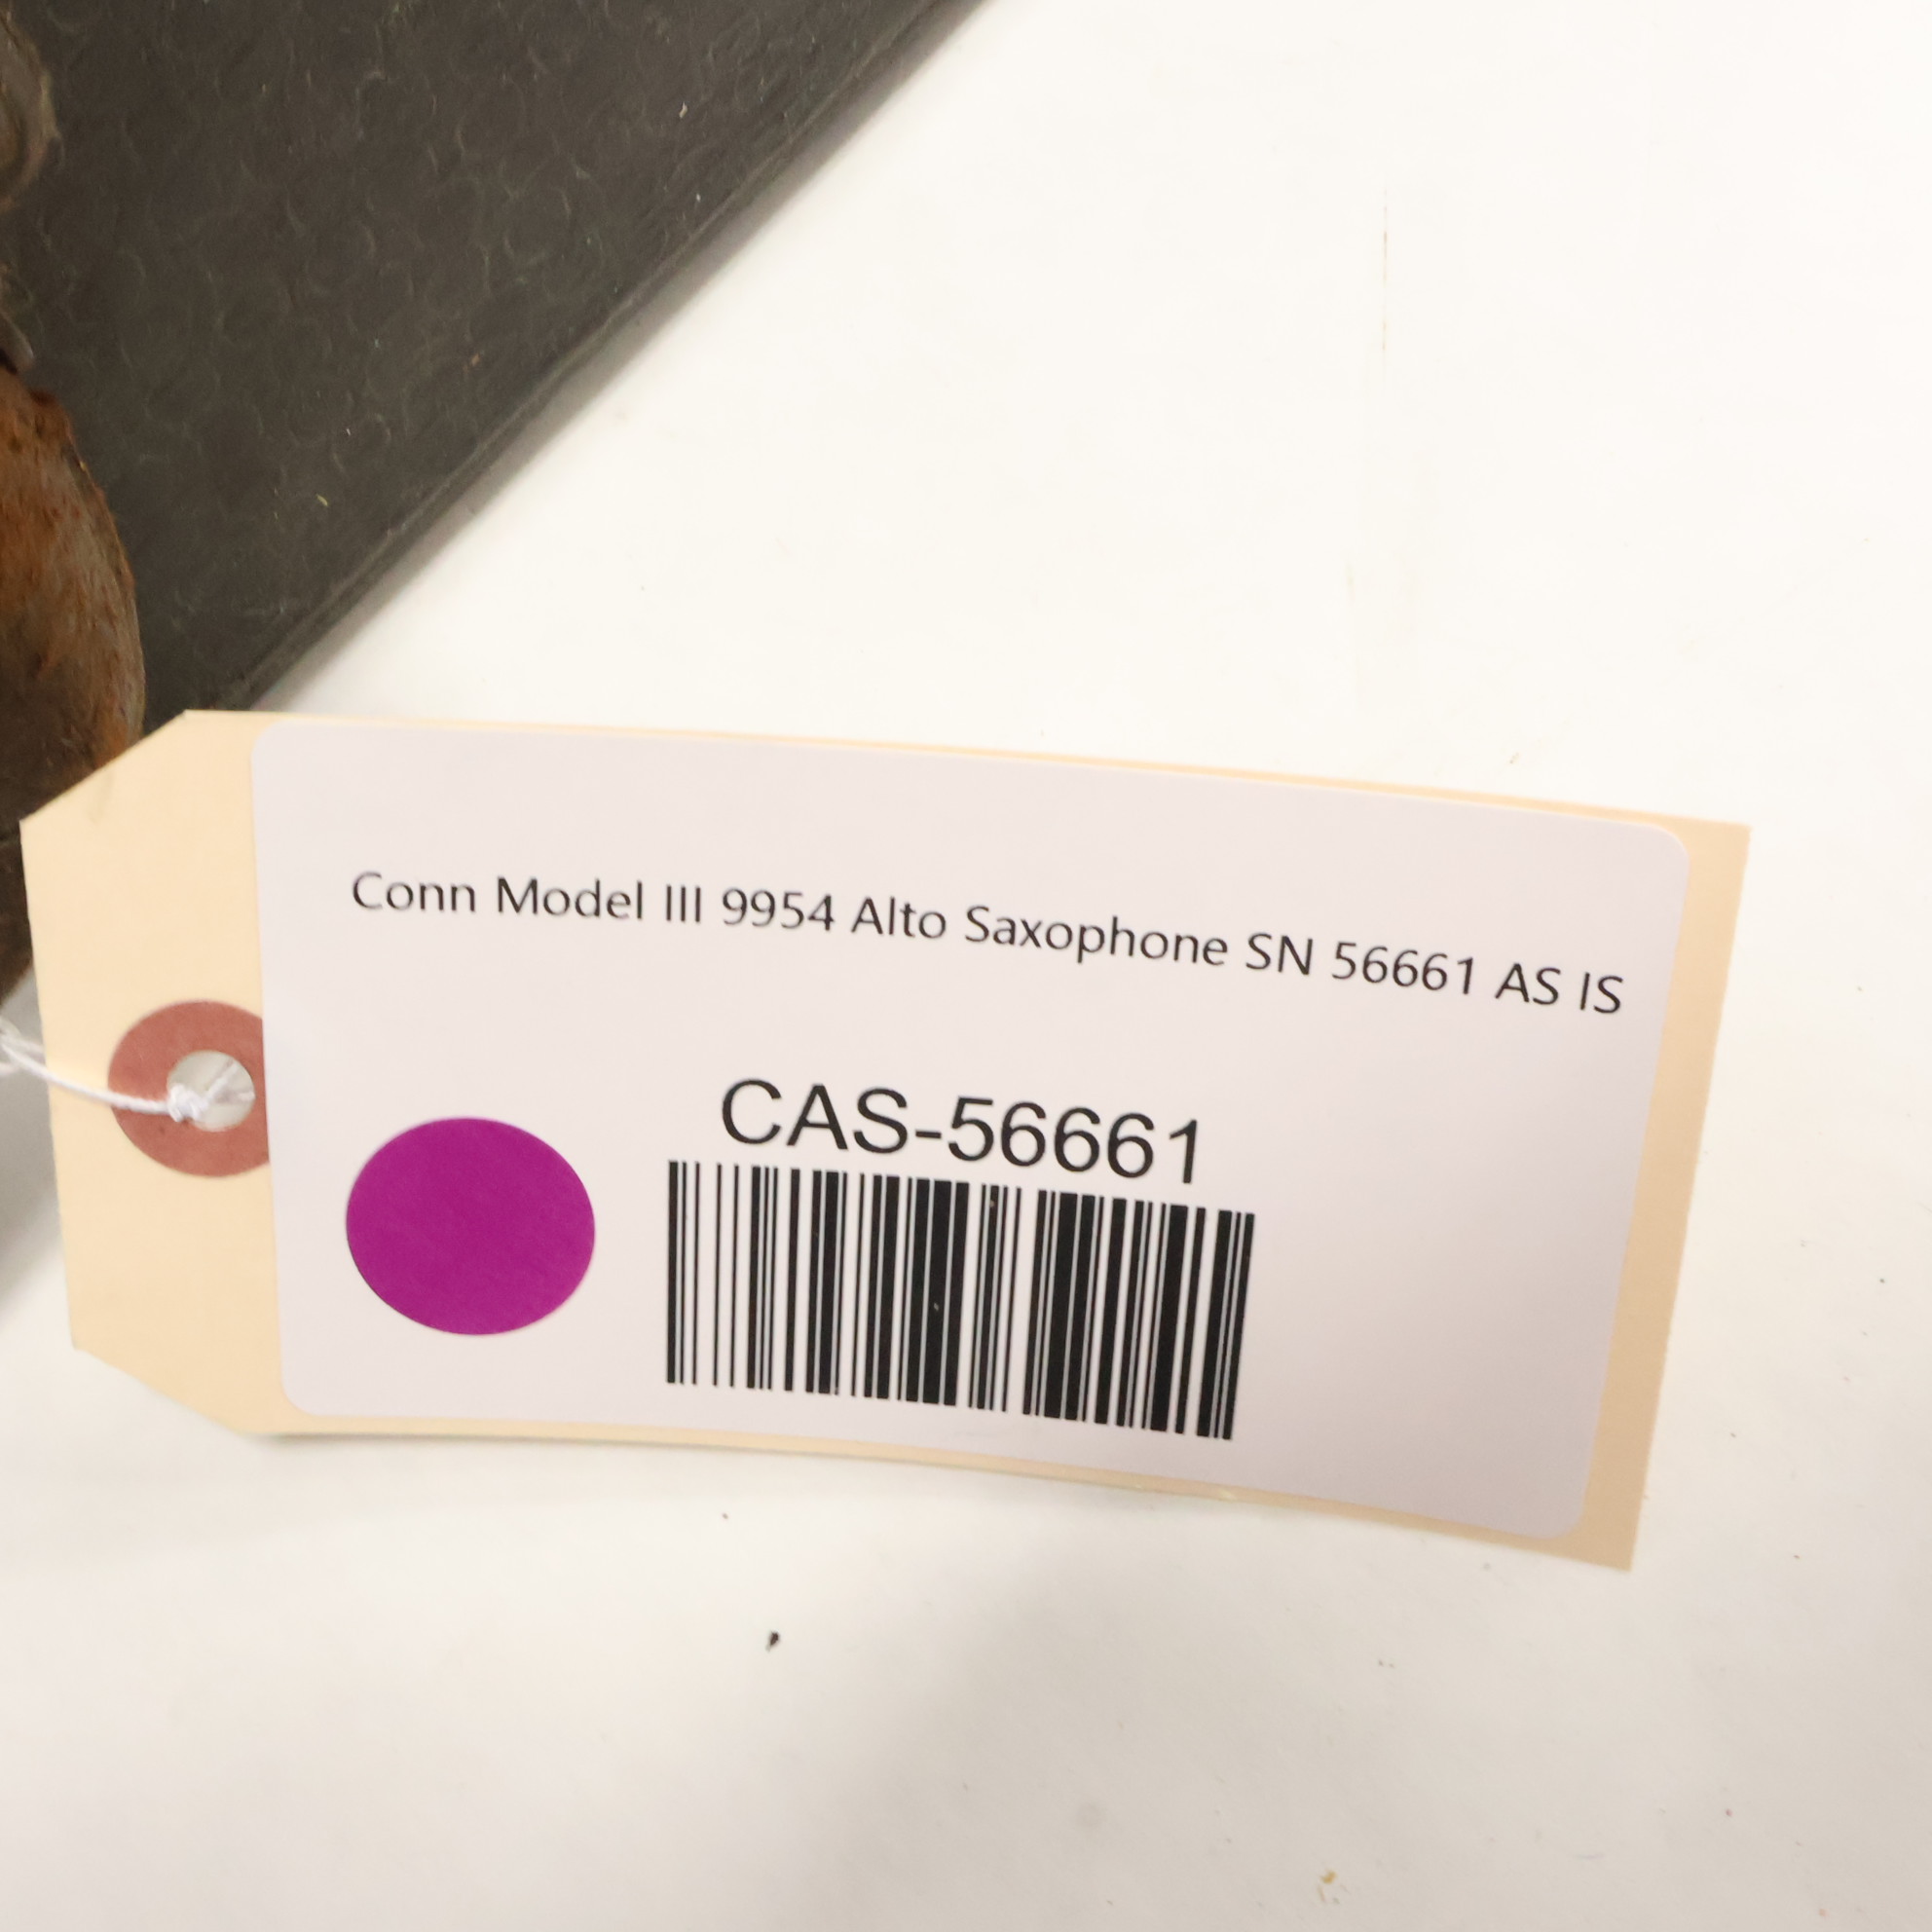 Conn Model III 9954 Alto Saxophone SN 56661 AS IS
CAS-56661